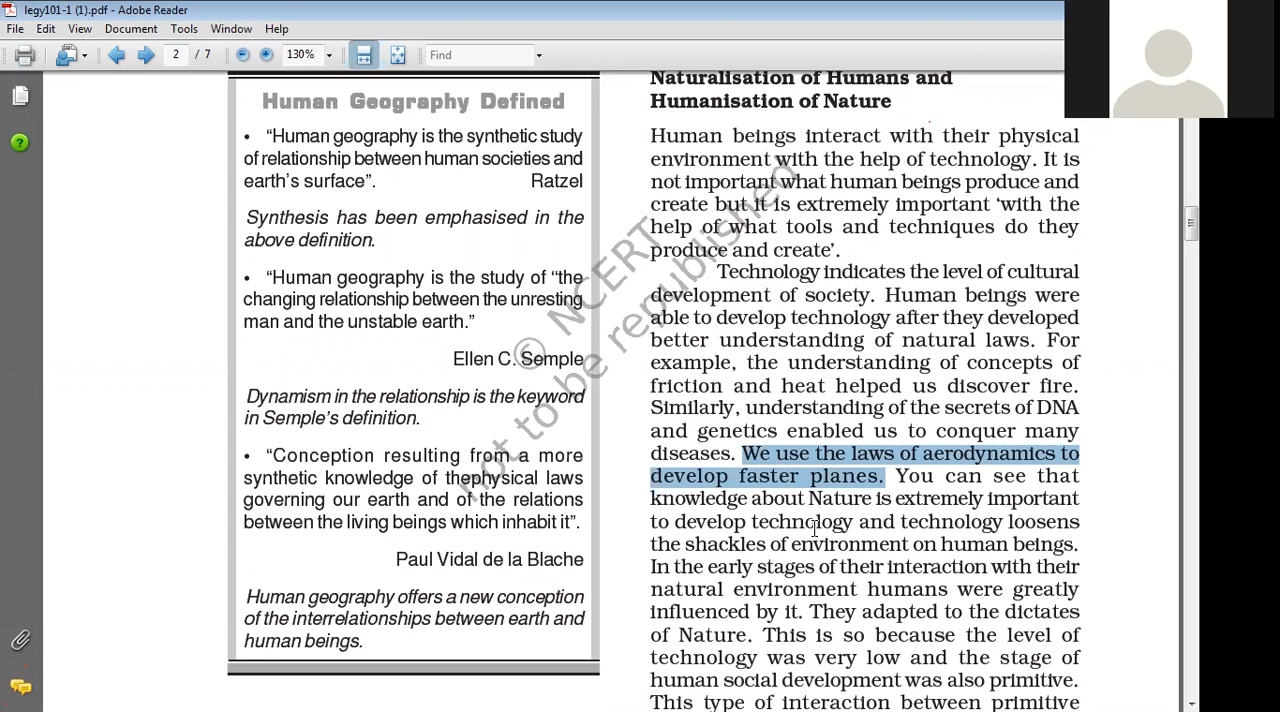 legy101-1 (1).pdf - Adobe Reader
File Edit View Document Tools Window Help
2 / 7 130% Find
Human Geography Defined
• “Human geography is the synthetic study
of relationship between human societies and
earth’s surface”. Ratzel
Synthesis has been emphasised in the
above definition.
• “Human geography is the study of “the
changing relationship between the unresting
man and the unstable earth.”
Ellen C. Semple
Dynamism in the relationship is the keyword
in Semple’s definition.
• “Conception resulting from a more
synthetic knowledge of thephysical laws
governing our earth and of the relations
between the living beings which inhabit it”.
Paul Vidal de la Blache
Human geography offers a new conception
of the interrelationships between earth and
human beings.
Naturalisation of Humans and
Humanisation of Nature
Human beings interact with their physical
environment with the help of technology. It is
not important what human beings produce and
create but it is extremely important ‘with the
help of what tools and techniques do they
produce and create’.
Technology indicates the level of cultural
development of society. Human beings were
able to develop technology after they developed
better understanding of natural laws. For
example, the understanding of concepts of
friction and heat helped us discover fire.
Similarly, understanding of the secrets of DNA
and genetics enabled us to conquer many
diseases. We use the laws of aerodynamics to
develop faster planes. You can see that
knowledge about Nature is extremely important
to develop technology and technology loosens
the shackles of environment on human beings.
In the early stages of their interaction with their
natural environment humans were greatly
influenced by it. They adapted to the dictates
of Nature. This is so because the level of
technology was very low and the stage of
human social development was also primitive.
This type of interaction between primitive
© NCERT
not to be republished